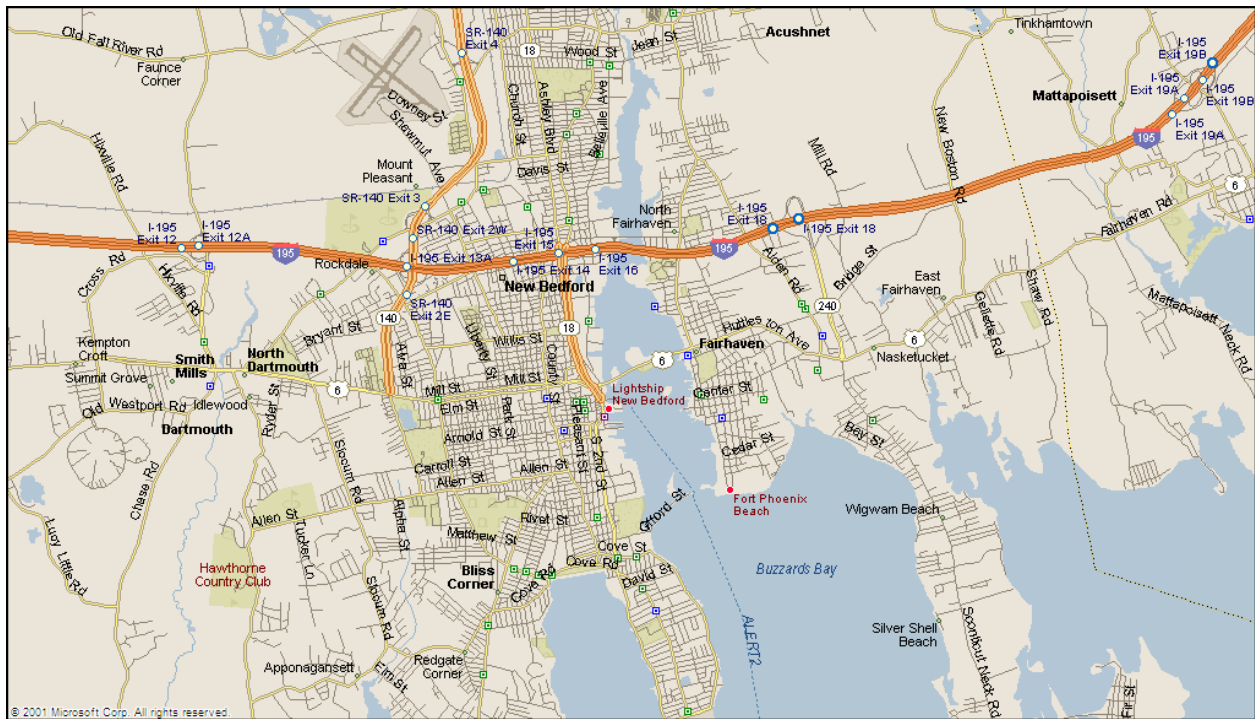 Old Fall River Rd
Faunce
Corner
SR-140
Exit 4
18
Wood St
Jean St
Acushnet
Tinkhamtown
I-195
Exit 19B
I-195
Exit 19A
I-195
Exit 19B
I-195
Exit 19A
Mattapoisett
195
Downey St
Shawmut Ave
Church St
Ashley Blvd
Belleville Ave
Hixville Rd
Mount
Pleasant
Davis St
Mill Rd
New Boston Rd
6
SR-140 Exit 3
North
Fairhaven
I-195
Exit 18
I-195 Exit 18
Fairhaven Rd
I-195
Exit 12
I-195
Exit 12A
195
SR-140 Exit 2W
I-195
Exit 15
195
Cross Rd
Hixville Rd
Rockdale
I-195 Exit 13A
I-195 Exit 14
I-195
Exit 16
Alden Rd
Bridge St
New Bedford
East
Fairhaven
Shaw Rd
Gellette Rd
Mattapoisett Neck Rd
SR-140
Exit 2E
140
Bryant St
18
240
Kempton
Croft
Smith
Mills
North
Dartmouth
Alva St
Liberty St
Willis St
County St
Huttleston Ave
6
6
Fairhaven
Nasketucket
Summit Grove
6
Mill St
Mill St
Lightship
New Bedford
Center St
Old Westport Rd
Idlewood
Ryder St
Elm St
Park St
Pleasant St
Dartmouth
Arnold St
S 2nd St
Cedar St
Bay St
Slocum Rd
Carroll St
Allen St
Allen St
Chase Rd
Fort Phoenix
Beach
Gifford St
Wigwam Beach
Allen St
Alpha St
Rivet St
Matthew St
Lucy Little Rd
Tucker Ln
Hawthorne
Country Club
Bliss
Corner
Cove St
Cove Rd
Cove Rd
David St
Buzzards Bay
Slocum Rd
Silver Shell
Beach
ALERT2
Sconticut Neck Rd
Apponagansett
Elm St
Redgate
Corner
Fir St
© 2001 Microsoft Corp. All rights reserved.